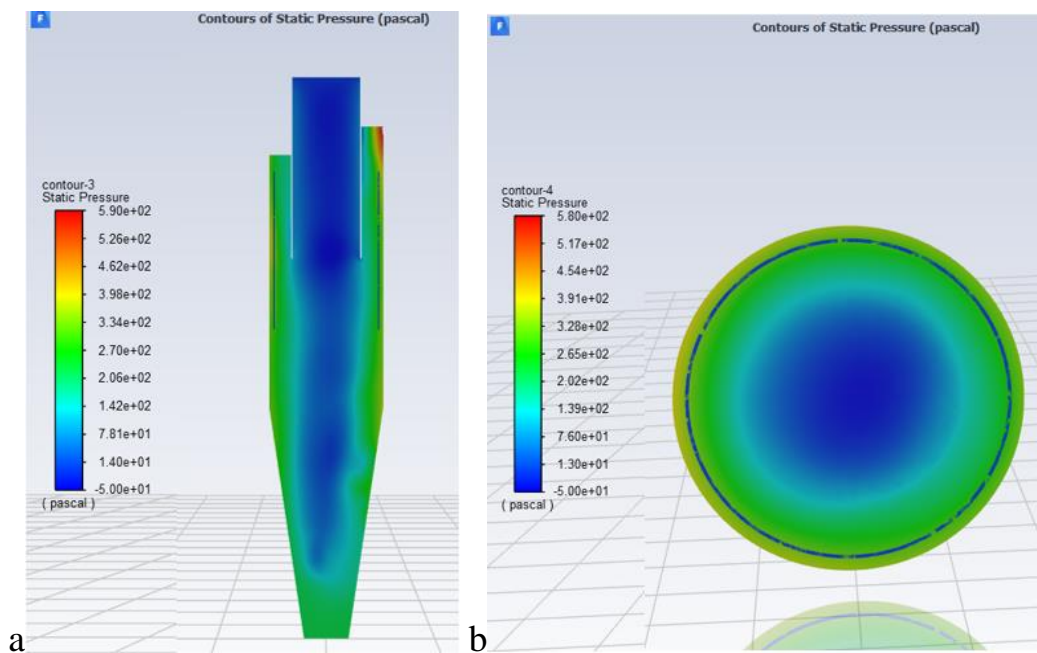 Contours of Static Pressure (pascal)
contour-3
Static Pressure
5.90e+02
5.26e+02
4.62e+02
3.98e+02
3.34e+02
2.70e+02
2.06e+02
1.42e+02
7.81e+01
1.40e+01
-5.00e+01
( pascal )
a
Contours of Static Pressure (pascal)
contour-4
Static Pressure
5.80e+02
5.17e+02
4.54e+02
3.91e+02
3.28e+02
2.65e+02
2.02e+02
1.39e+02
7.60e+01
1.30e+01
-5.00e+01
( pascal )
b